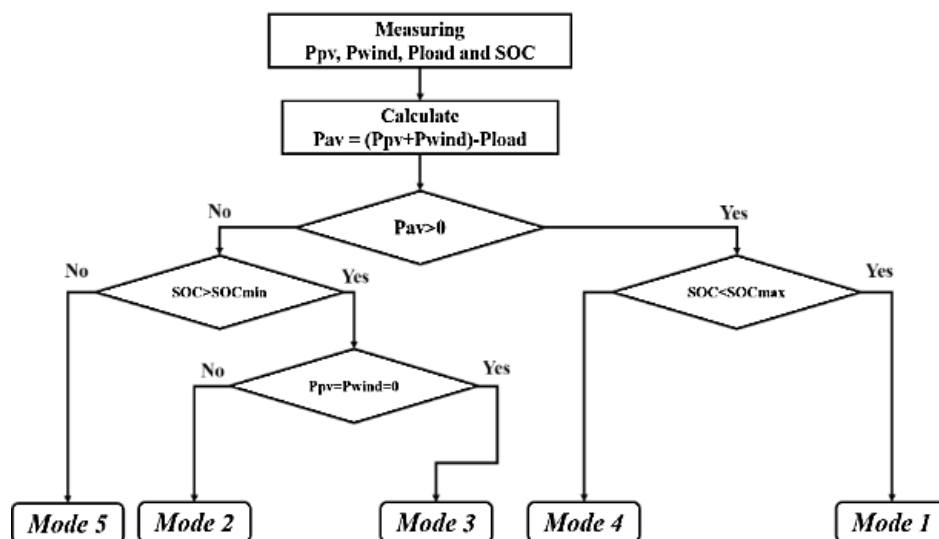 Measuring
Ppv, Pwind, Pload and SOC
Calculate
Pav = (Ppv+Pwind)-Pload
No
Yes
Pav>0
No
Yes
Yes
SOC>SOCmin
SOC<SOCmax
No
Yes
Ppv=Pwind=0
Mode 5
Mode 2
Mode 3
Mode 4
Mode 1